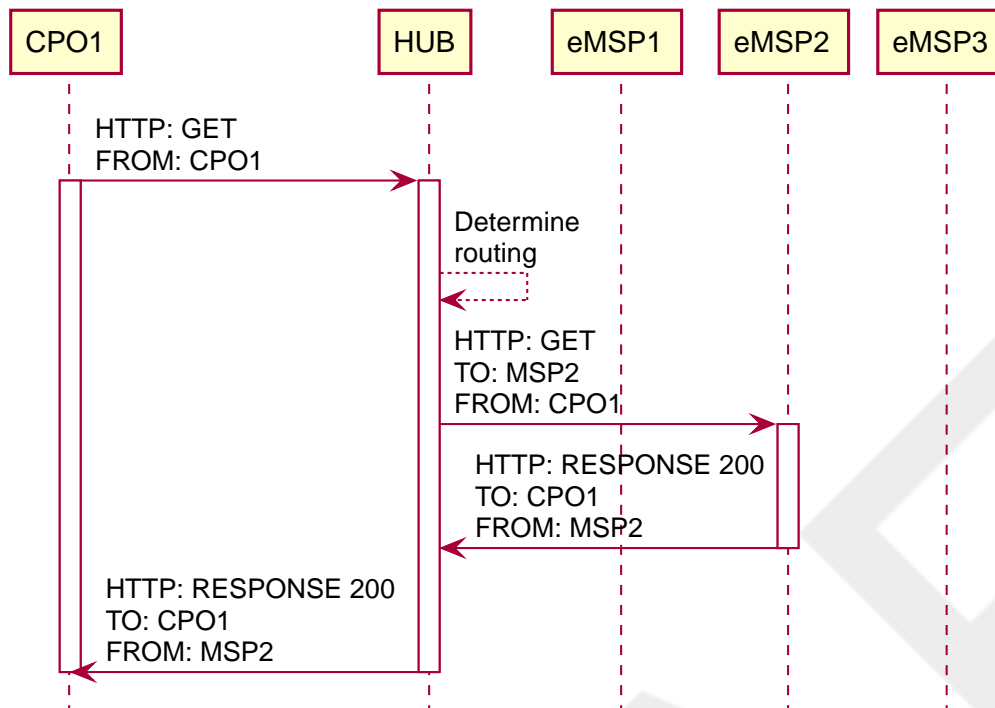 CPO1
HUB
eMSP1
eMSP2
eMSP3
HTTP: GET
FROM: CPO1
Determine
routing
HTTP: GET
TO: MSP2
FROM: CPO1
HTTP: RESPONSE 200
TO: CPO1
FROM: MSP2
HTTP: RESPONSE 200
TO: CPO1
FROM: MSP2